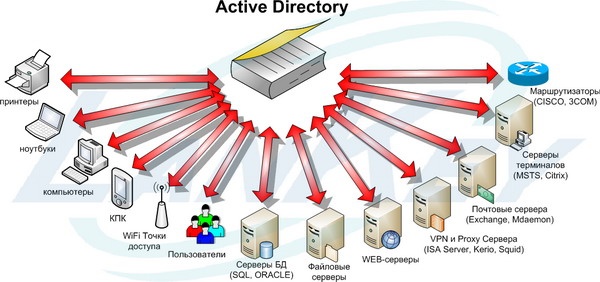 Active Directory
принтеры
ноутбуки
компьютеры
КПК
WiFi Точки
доступа
Пользователи
Серверы БД
(SQL, ORACLE)
Файловые
серверы
WEB-серверы
VPN и Proxy Сервера
(ISA Server, Kerio, Squid)
Почтовые сервера
(Exchange, Mdaemon)
Серверы
терминалов
(MSTS, Citrix)
Маршрутизаторы
(CISCO, 3COM)